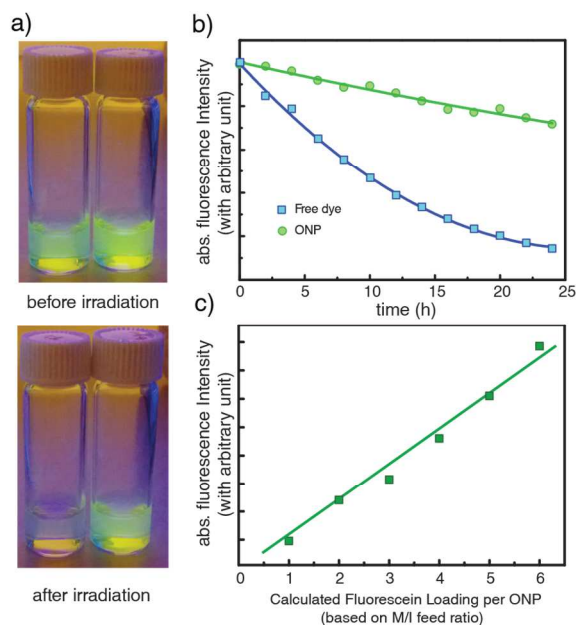 a)
before irradiation
after irradiation
b)
abs. fluorescence Intensity
(with arbitrary unit)
Free dye
ONP
0 5 10 15 20 25
time (h)
c)
abs. fluorescence Intensity
(with arbitrary unit)
0 1 2 3 4 5 6
Calculated Fluorescein Loading per ONP
(based on M/I feed ratio)